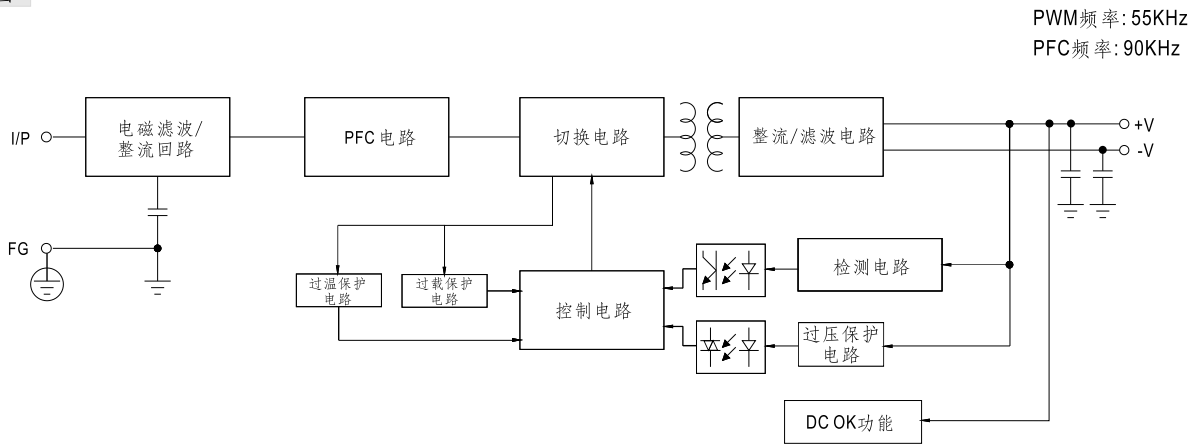 PWM频率: 55KHz
PFC频率: 90KHz
I/P
电磁滤波/
整流回路
PFC 电路
切换电路
整流/滤波电路
+V
-V
FG
过温保护
电路
过载保护
电路
控制电路
检测电路
过压保护
电路
DC OK功能